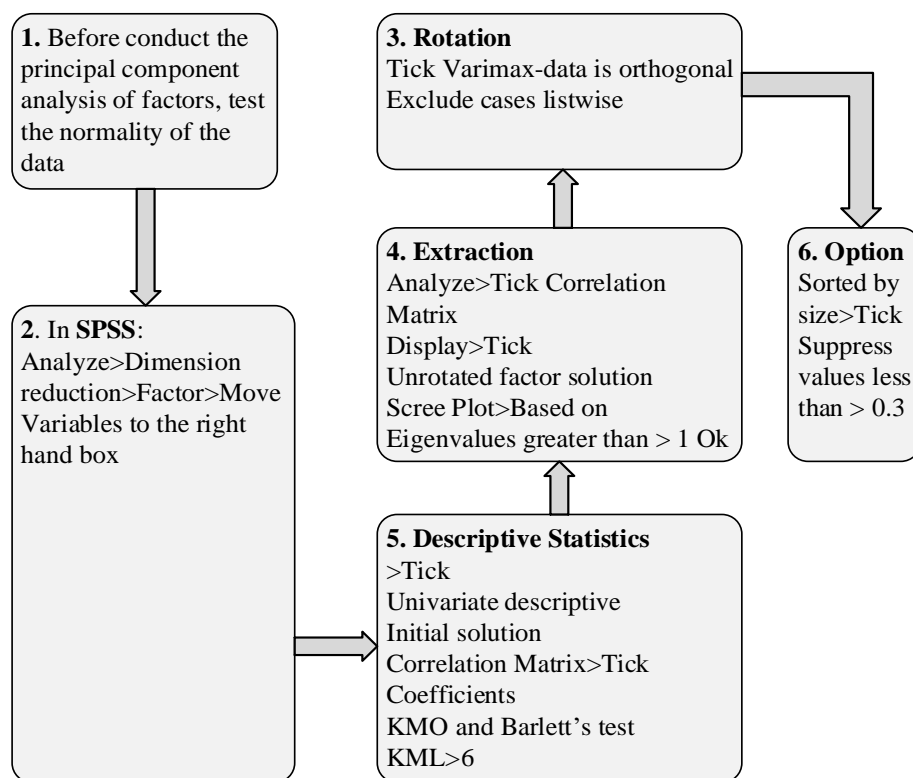 1. Before conduct the
principal component
analysis of factors, test
the normality of the
data
2. In SPSS:
Analyze>Dimension
reduction>Factor>Move
Variables to the right
hand box
3. Rotation
Tick Varimax-data is orthogonal
Exclude cases listwise
4. Extraction
Analyze>Tick Correlation
Matrix
Display>Tick
Unrotated factor solution
Scree Plot>Based on
Eigenvalues greater than > 1 Ok
5. Descriptive Statistics
>Tick
Univariate descriptive
Initial solution
Correlation Matrix>Tick
Coefficients
KMO and Barlett’s test
KML>6
6. Option
Sorted by
size>Tick
Suppress
values less
than > 0.3